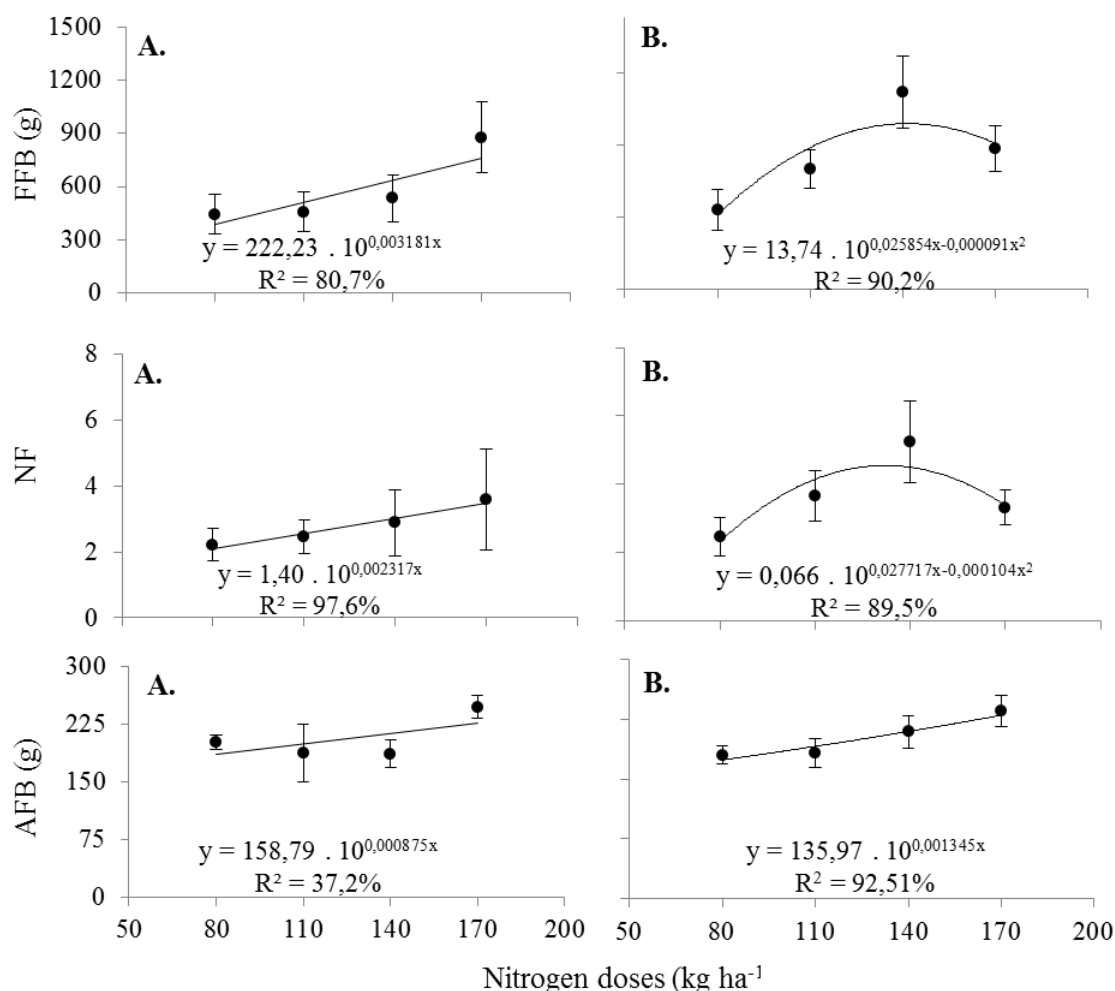 A.
FFB (g)
1500
1200
900
600
300
0
y = 222,23 . 10^0,003181x
R² = 80,7%
B.
y = 13,74 . 10^0,025854x-0,000091x²
R² = 90,2%
A.
NF
8
6
4
2
0
y = 1,40 . 10^0,002317x
R² = 97,6%
B.
y = 0,066 . 10^0,027717x-0,000104x²
R² = 89,5%
A.
AFB (g)
300
225
150
75
0
y = 158,79 . 10^0,000875x
R² = 37,2%
50 80 110 140 170 200
B.
y = 135,97 . 10^0,001345x
R² = 92,51%
50 80 110 140 170 200
Nitrogen doses (kg ha⁻¹